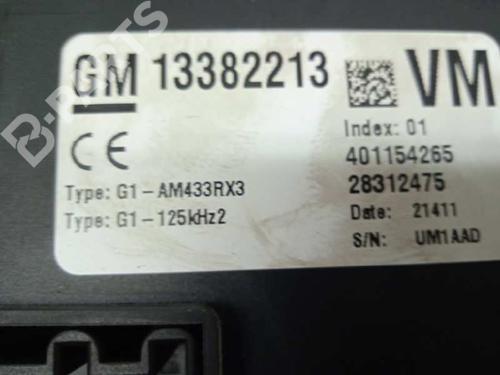 B-PARTS
GM 13382213 VM
Index: 01
401154265
28312475
Type: G1-AM433RX3
Type: G1-125kHz2
Date: 21411
S/N: UM1AAD
CE